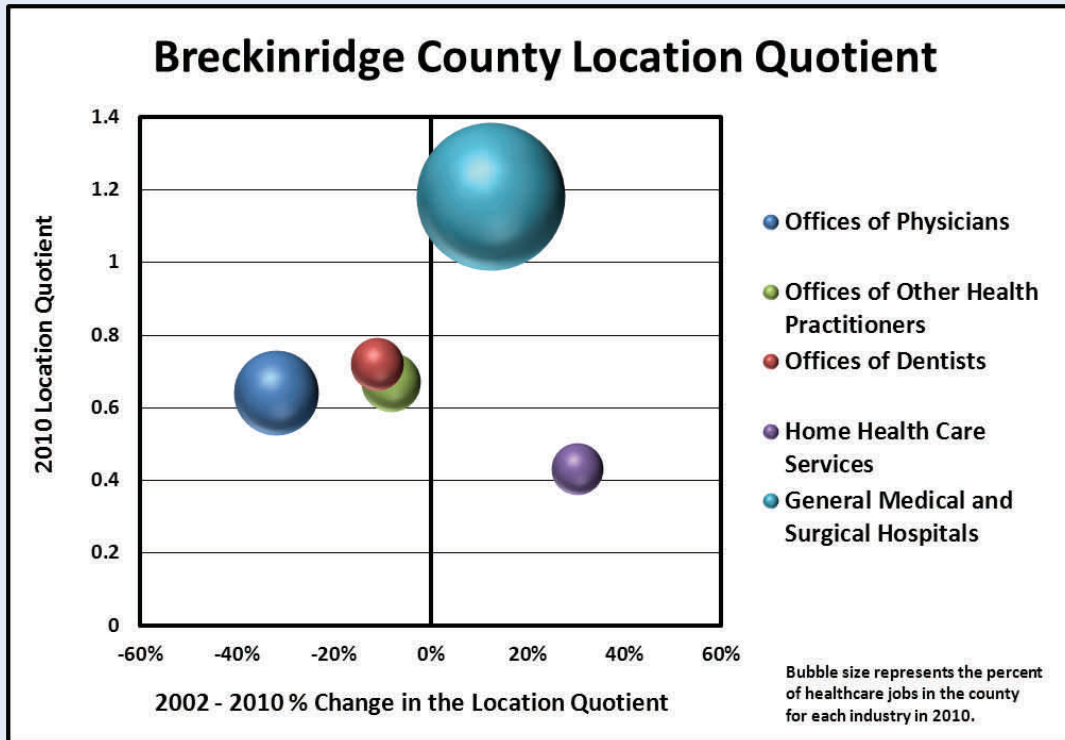 Breckinridge County Location Quotient
2010 Location Quotient
1.4
1.2
1
0.8
0.6
0.4
0.2
0
-60%
-40%
-20%
0%
20%
40%
60%
2002 - 2010 % Change in the Location Quotient
Offices of Physicians
Offices of Other Health
Practitioners
Offices of Dentists
Home Health Care
Services
General Medical and
Surgical Hospitals
Bubble size represents the percent
of healthcare jobs in the county
for each industry in 2010.